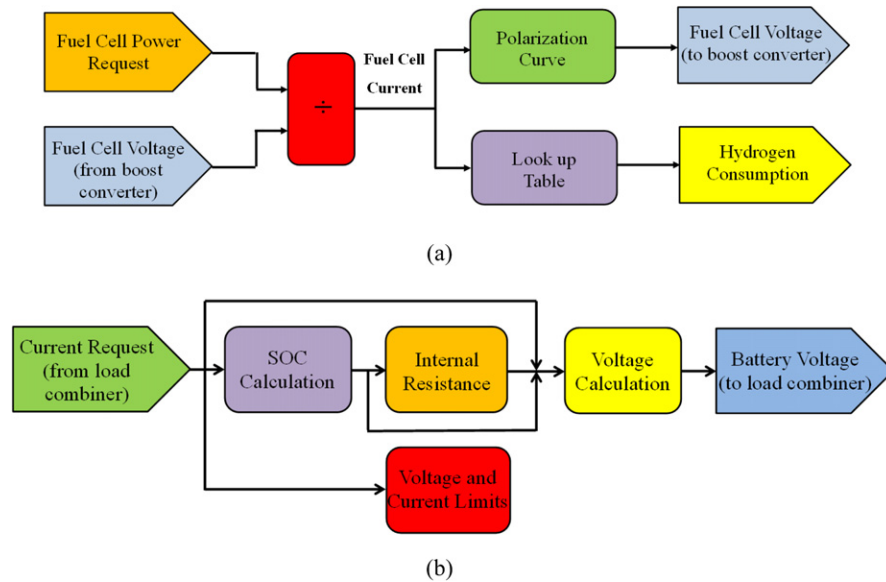 Fuel Cell Power
Request
Fuel Cell Voltage
(from boost
converter)
÷
Fuel Cell
Current
Polarization
Curve
Look up
Table
Fuel Cell Voltage
(to boost converter)
Hydrogen
Consumption
(a)
Current Request
(from load
combiner)
SOC
Calculation
Internal
Resistance
Voltage and
Current Limits
Voltage
Calculation
Battery Voltage
(to load combiner)
(b)